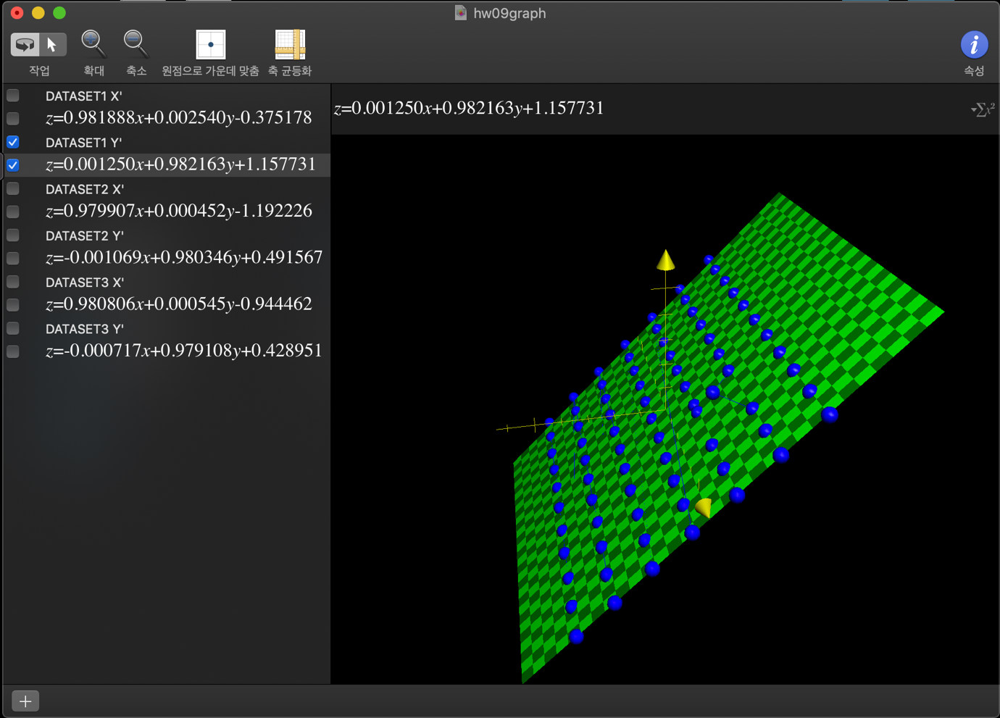 hw09graph
작업
확대
축소
원점으로 가운데 맞춤
축 균등화
속성
DATASET1 X'
z=0.981888x+0.002540y-0.375178
DATASET1 Y'
z=0.001250x+0.982163y+1.157731
DATASET2 X'
z=0.979907x+0.000452y-1.192226
DATASET2 Y'
z=-0.001069x+0.980346y+0.491567
DATASET3 X'
z=0.980806x+0.000545y-0.944462
DATASET3 Y'
z=-0.000717x+0.979108y+0.428951
z=0.001250x+0.982163y+1.157731
Σx²